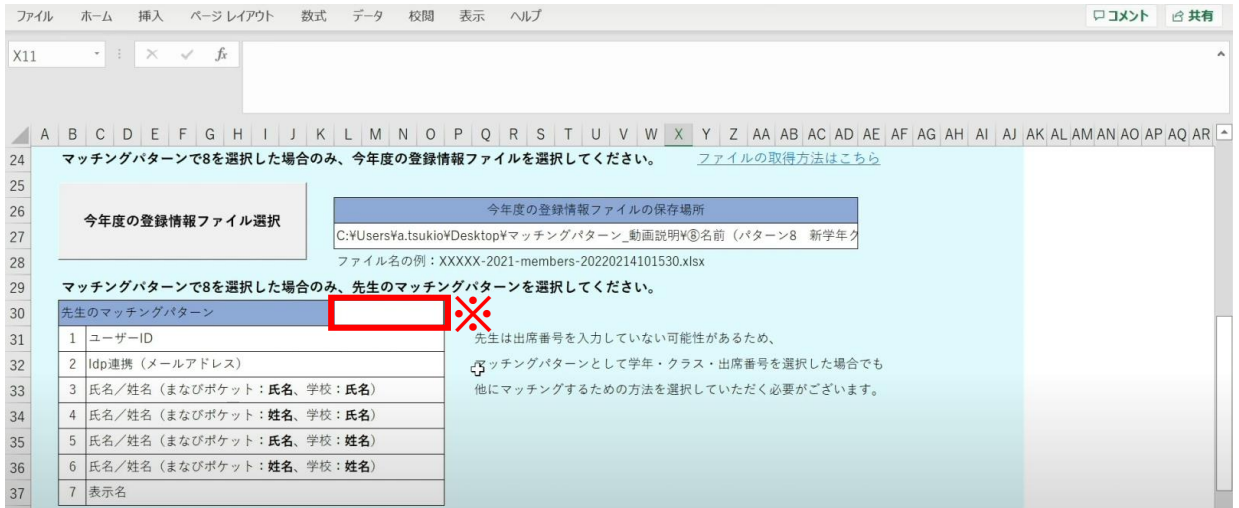 ファイル ホーム 挿入 ページ レイアウト 数式 データ 校閲 表示 ヘルプ コメント 共有
X11 fx
A B C D E F G H I J K L M N O P Q R S T U V W X Y Z AA AB AC AD AE AF AG AH AI AJ AK AL AM AN AO AP AQ AR
24 マッチングパターンで8を選択した場合のみ、今年度の登録情報ファイルを選択してください。 ファイルの取得方法はこちら
25
26 今年度の登録情報ファイル選択 今年度の登録情報ファイルの保存場所
27 C:¥Users¥a.tsukio¥Desktop¥マッチングパターン_動画説明¥⑧名前（パターン8 新学年ク
28 ファイル名の例：XXXXX-2021-members-20220214101530.xlsx
29 マッチングパターンで8を選択した場合のみ、先生のマッチングパターンを選択してください。
30 先生のマッチングパターン ※
31 1 ユーザーID 先生は出席番号を入力していない可能性があるため、
32 2 Idp連携（メールアドレス） マッチングパターンとして学年・クラス・出席番号を選択した場合でも
33 3 氏名／姓名（まなびポケット：氏名、学校：氏名） 他にマッチングするための方法を選択していただく必要がございます。
34 4 氏名／姓名（まなびポケット：姓名、学校：氏名）
35 5 氏名／姓名（まなびポケット：氏名、学校：姓名）
36 6 氏名／姓名（まなびポケット：姓名、学校：姓名）
37 7 表示名